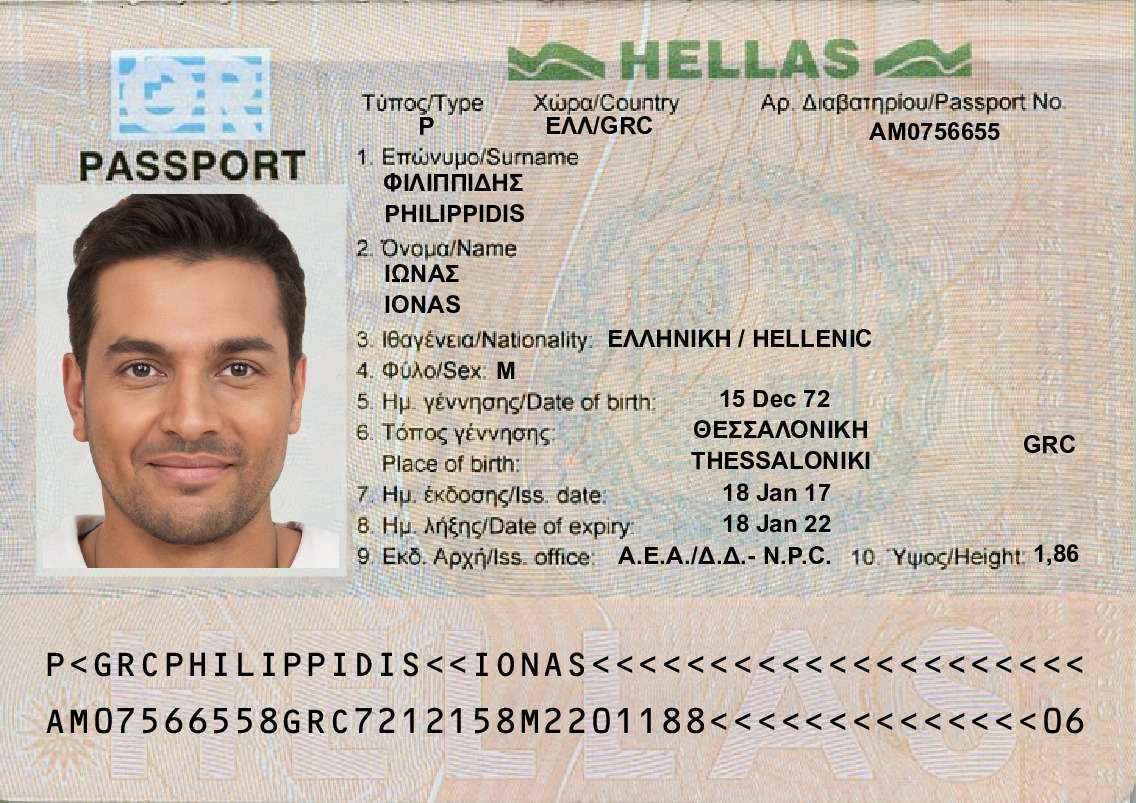 GR
HELLAS
PASSPORT
Τύπος/Type Χώρα/Country Αρ. Διαβατηρίου/Passport No.
P ΕΛΛ/GRC AM0756655
1. Επώνυμο/Surname
ΦΙΛΙΠΠΙΔΗΣ
PHILIPPIDIS
2. Όνομα/Name
ΙΩΝΑΣ
IONAS
3. Ιθαγένεια/Nationality: ΕΛΛΗΝΙΚΗ / HELLENIC
4. Φύλο/Sex: M
5. Ημ. γέννησης/Date of birth: 15 Dec 72
6. Τόπος γέννησης: ΘΕΣΣΑΛΟΝΙΚΗ
Place of birth: THESSALONIKI GRC
7. Ημ. έκδοσης/Iss. date: 18 Jan 17
8. Ημ. λήξης/Date of expiry: 18 Jan 22
9 Εκδ. Αρχή/Iss. office: Α.Ε.Α./Δ.Δ.- N.P.C. 10. Ύψος/Height: 1,86
HELLAS
P<GRCPHILIPPIDIS<<IONAS<<<<<<<<<<<<<<<<<<<<<
AM07566558GRC7212158M2201188<<<<<<<<<<<<<<06